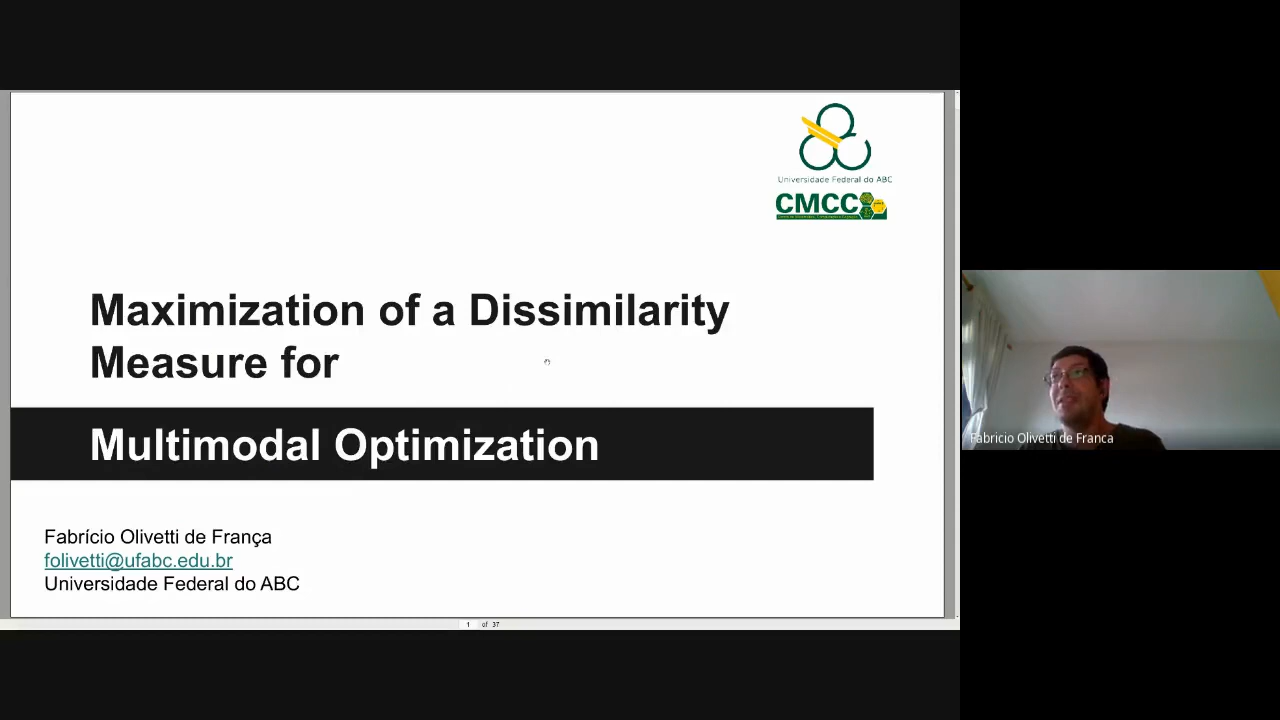 Universidade Federal do ABC
CMCC
Maximization of a Dissimilarity
Measure for
Multimodal Optimization
Fabrício Olivetti de França
folivetti@ufabc.edu.br
Universidade Federal do ABC
1 of 37
Fabricio Olivetti de Franca